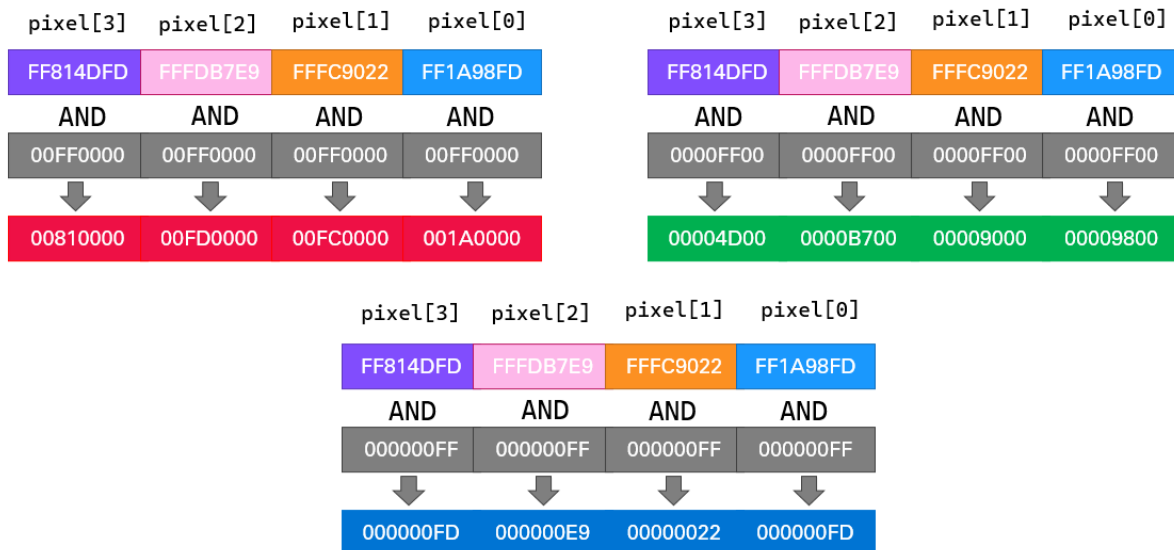 pixel[3] pixel[2] pixel[1] pixel[0]
FF814DFD FFFDB7E9 FFFC9022 FF1A98FD
AND AND AND AND
00FF0000 00FF0000 00FF0000 00FF0000
00810000 00FD0000 00FC0000 001A0000
pixel[3] pixel[2] pixel[1] pixel[0]
FF814DFD FFFDB7E9 FFFC9022 FF1A98FD
AND AND AND AND
0000FF00 0000FF00 0000FF00 0000FF00
00004D00 0000B700 00009000 00009800
pixel[3] pixel[2] pixel[1] pixel[0]
FF814DFD FFFDB7E9 FFFC9022 FF1A98FD
AND AND AND AND
000000FF 000000FF 000000FF 000000FF
000000FD 000000E9 00000022 000000FD